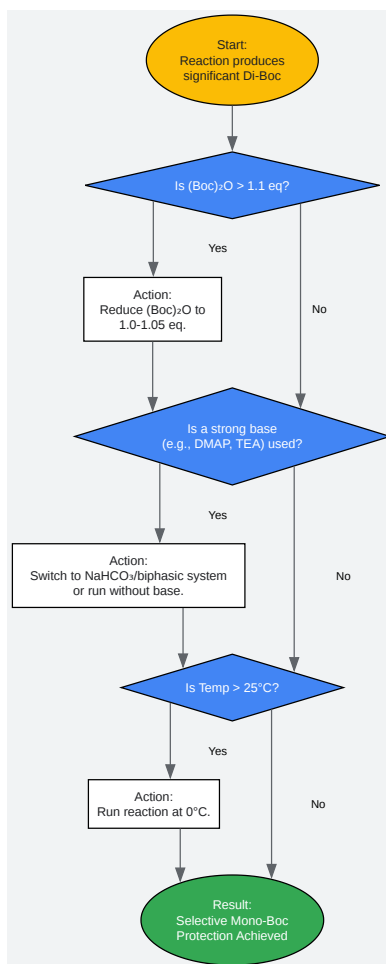 Start:
Reaction produces
significant Di-Boc
Is (Boc)₂O > 1.1 eq?
Yes
Action:
Reduce (Boc)₂O to
1.0-1.05 eq.
No
Is a strong base
(e.g., DMAP, TEA) used?
Yes
Action:
Switch to NaHCO₃/biphasic system
or run without base.
No
Is Temp > 25°C?
Yes
Action:
Run reaction at 0°C.
No
Result:
Selective Mono-Boc
Protection Achieved